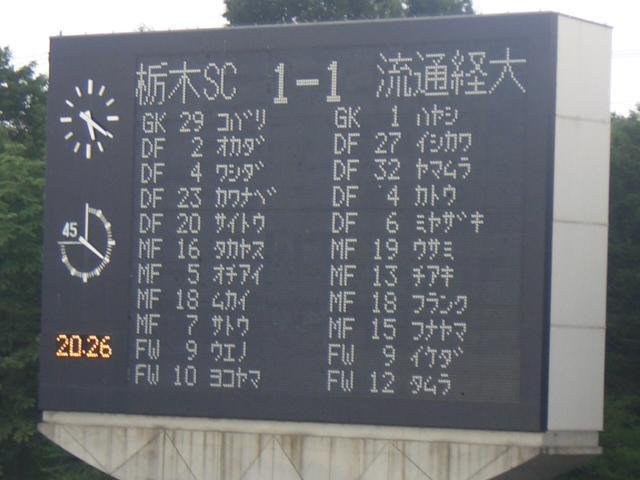 栃木SC 1-1 流通経大
GK 29 コバリ GK 1 ハヤシ
DF 2 オカダ DF 27 イシカワ
DF 4 ワシダ DF 32 ヤマムラ
DF 23 カワナベ DF 4 カトウ
DF 20 サイトウ DF 6 ミヤザキ
MF 16 タカヤス MF 19 ウサミ
MF 5 オチアイ MF 13 チアキ
MF 18 ムカイ MF 18 フランク
MF 7 サトウ MF 15 フナヤマ
FW 9 ウエノ FW 9 イケダ
FW 10 ヨコヤマ FW 12 タムラ
45
20:26